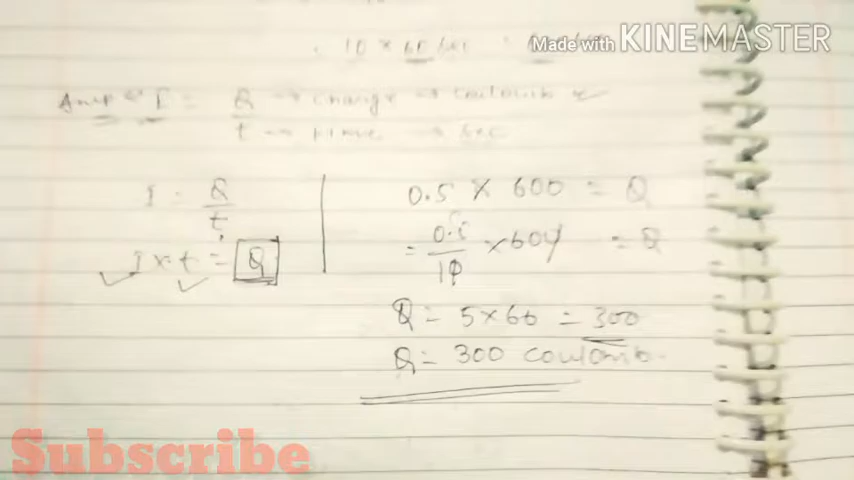 10 × 60 sec
Made with KINEMASTER
I = Q → charge → coulomb
t → time → sec
I = Q
t
I × t = Q
0.5 × 600 = Q
= 0.5 × 600 = Q
10
Q = 5 × 60 = 300
Q = 300 coulomb.
Subscribe